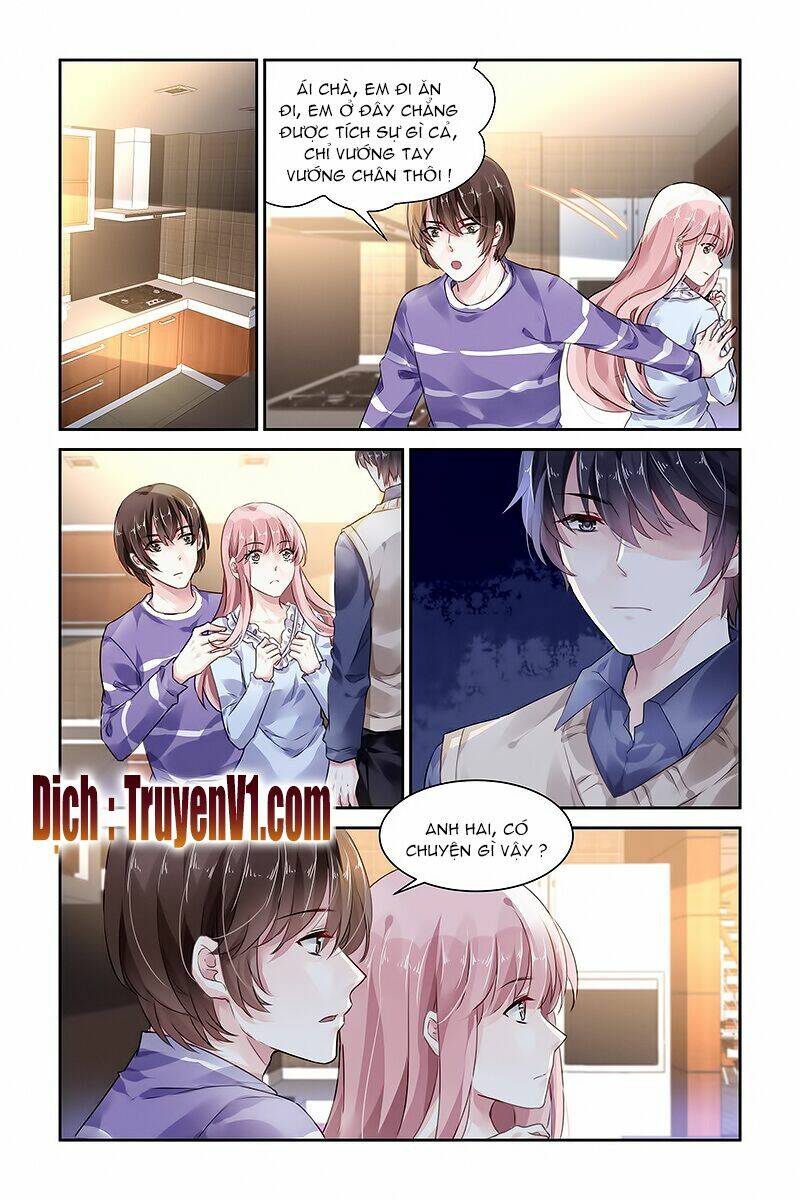 ÁI CHÀ, EM ĐI ĂN
ĐI, EM Ở ĐÂY CHẲNG
ĐƯỢC TÍCH SỰ GÌ CẢ,
CHỈ VƯỚNG TAY
VƯỚNG CHÂN THÔI !
Dịch : TruyenV1.com
ANH HAI, CÓ
CHUYỆN GÌ VẬY ?